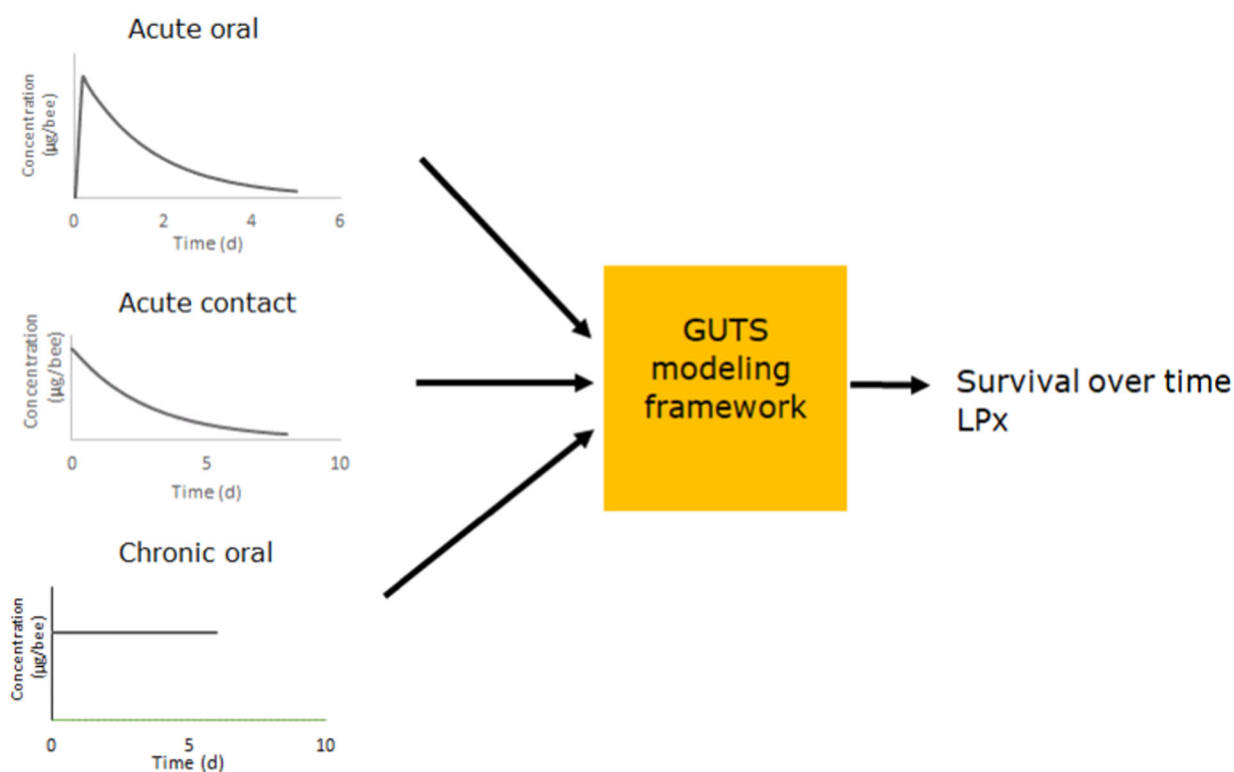 Acute oral
Concentration
(µg/bee)
0 2 4 6
Time (d)
Acute contact
Concentration
(µg/bee)
0 5 10
Time (d)
Chronic oral
Concentration
(µg/bee)
0 5 10
Time (d)
GUTS
modeling
framework
Survival over time
LPx